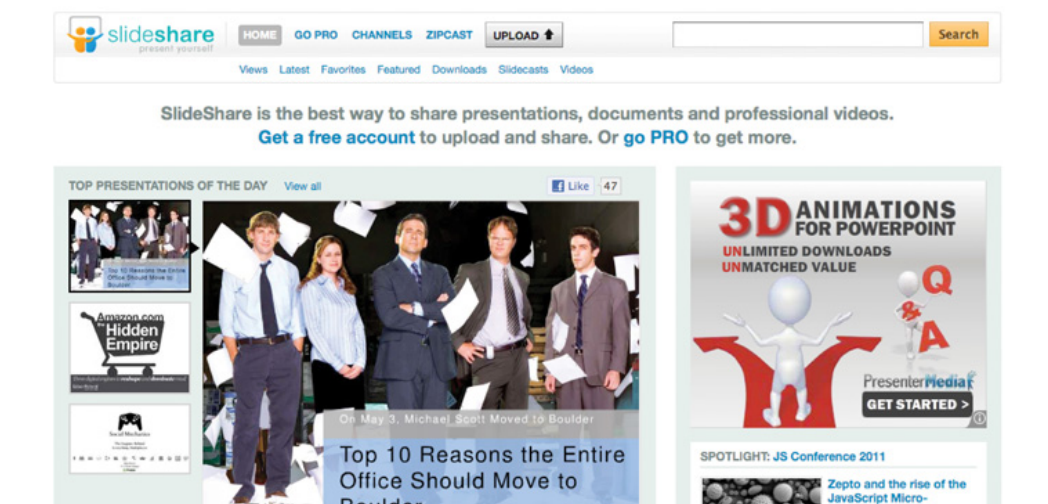 slideshare
present yourself
HOME GO PRO CHANNELS ZIPCAST UPLOAD
Search
Views Latest Favorites Featured Downloads Slidecasts Videos
SlideShare is the best way to share presentations, documents and professional videos.
Get a free account to upload and share. Or go PRO to get more.
TOP PRESENTATIONS OF THE DAY View all
Like 47
Top 10 Reasons the Entire
Office Should Move to
Boulder
Amazon.com
the Hidden
Empire
Social Mechanics
On May 3, Michael Scott Moved to Boulder
Top 10 Reasons the Entire
Office Should Move to
Boulder
3D ANIMATIONS
FOR POWERPOINT
UNLIMITED DOWNLOADS
UNMATCHED VALUE
Q
&
A
PresenterMedia
GET STARTED >
SPOTLIGHT: JS Conference 2011
Zepto and the rise of the
JavaScript Micro-